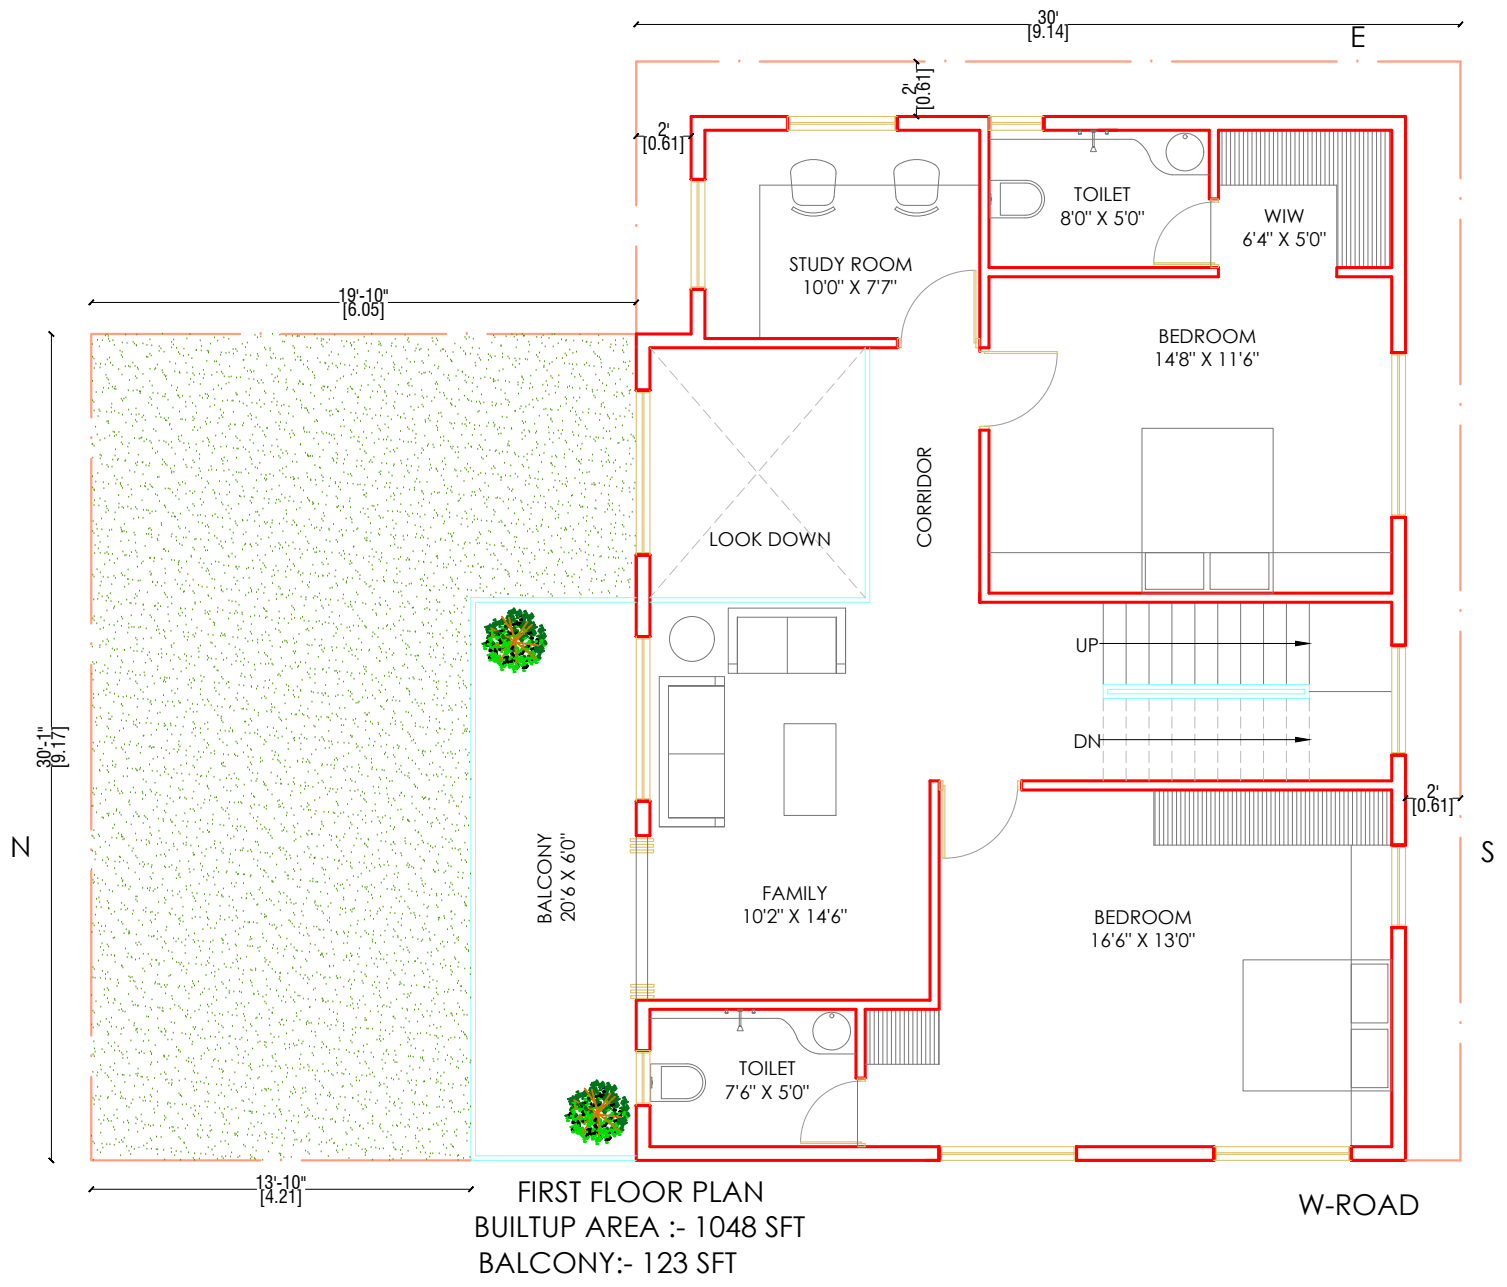 30'
[9.14]
E
2'
[0.61]
2'
[0.61]
TOILET
8'0" X 5'0"
WIW
6'4" X 5'0"
STUDY ROOM
10'0" X 7'7"
19'-10"
[6.05]
BEDROOM
14'8" X 11'6"
CORRIDOR
LOOK DOWN
UP
DN
30'-1"
[9.17]
2'
[0.61]
N
S
BALCONY
20'6 X 6'0"
FAMILY
10'2" X 14'6"
BEDROOM
16'6" X 13'0"
TOILET
7'6" X 5'0"
13'-10"
[4.21]
FIRST FLOOR PLAN
BUILTUP AREA :- 1048 SFT
BALCONY:- 123 SFT
W-ROAD